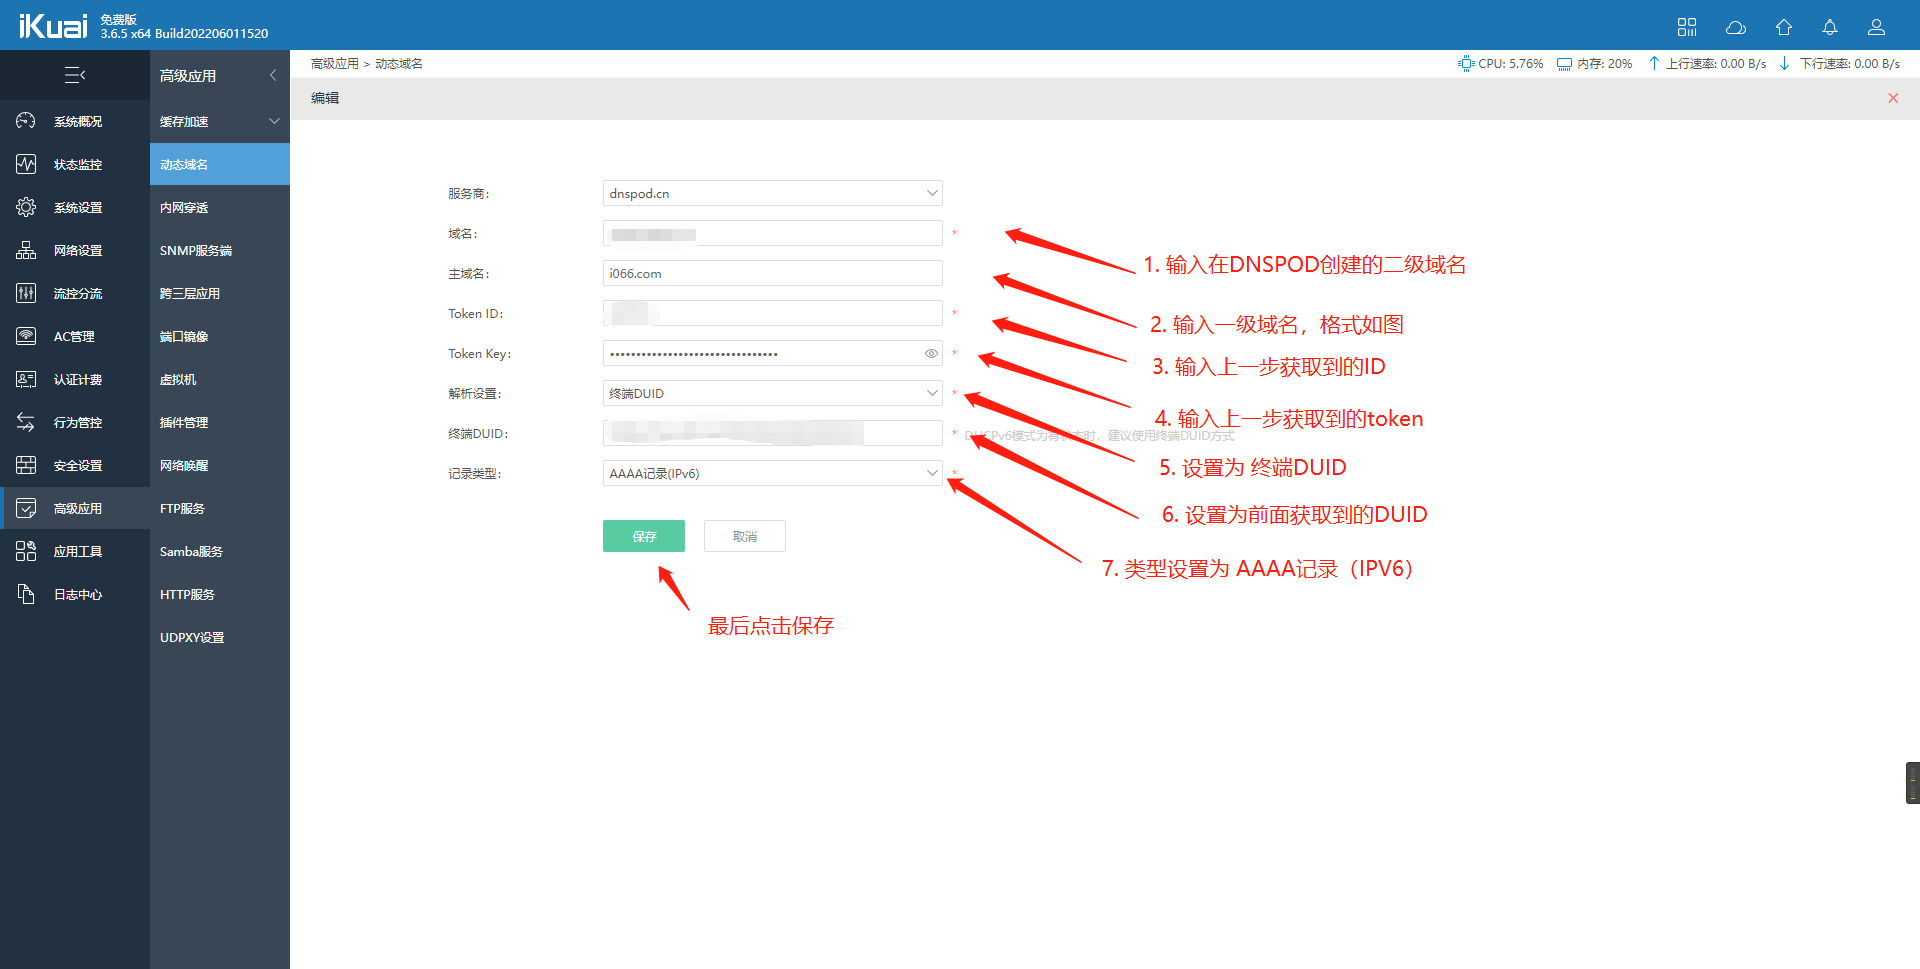 iKuai
免费版
3.6.5 x64 Build202206011520
高级应用
缓存加速
动态域名
内网穿透
SNMP服务端
跨三层应用
端口镜像
虚拟机
插件管理
网络唤醒
FTP服务
Samba服务
HTTP服务
UDPXY设置
系统概况
状态监控
系统设置
网络设置
流控分流
AC管理
认证计费
行为管控
安全设置
高级应用
应用工具
日志中心
高级应用 > 动态域名
CPU: 5.76% 内存: 20% 上行速率: 0.00 B/s 下行速率: 0.00 B/s
编辑
服务商: dnspod.cn
域名: *
主域名: i066.com
Token ID: *
Token Key: ******************************** *
解析设置: 终端DUID *
终端DUID: * DHCPv6模式为有状态时，建议使用终端DUID方式
记录类型: AAAA记录(IPv6) *
保存 取消
1. 输入在DNSPOD创建的二级域名
2. 输入一级域名，格式如图
3. 输入上一步获取到的ID
4. 输入上一步获取到的token
5. 设置为 终端DUID
6. 设置为前面获取到的DUID
7. 类型设置为 AAAA记录（IPV6）
最后点击保存